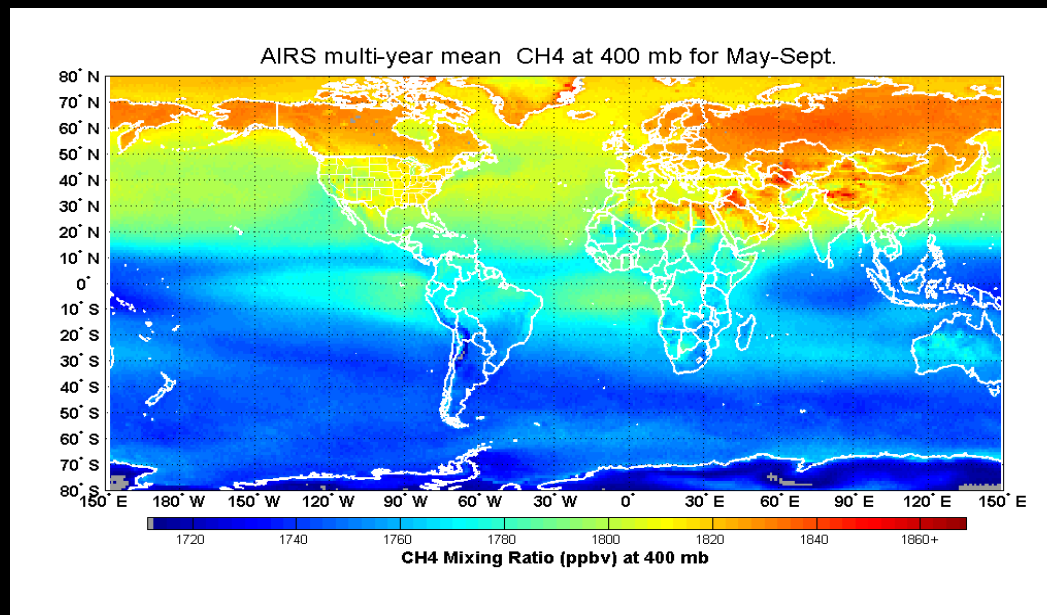 AIRS multi-year mean CH4 at 400 mb for May-Sept.
80° N
70° N
60° N
50° N
40° N
30° N
20° N
10° N
0°
10° S
20° S
30° S
40° S
50° S
60° S
70° S
80° S
150° E 180° W 150° W 120° W 90° W 60° W 30° W 0° 30° E 60° E 90° E 120° E 150° E
1720 1740 1760 1780 1800 1820 1840 1860+
CH4 Mixing Ratio (ppbv) at 400 mb